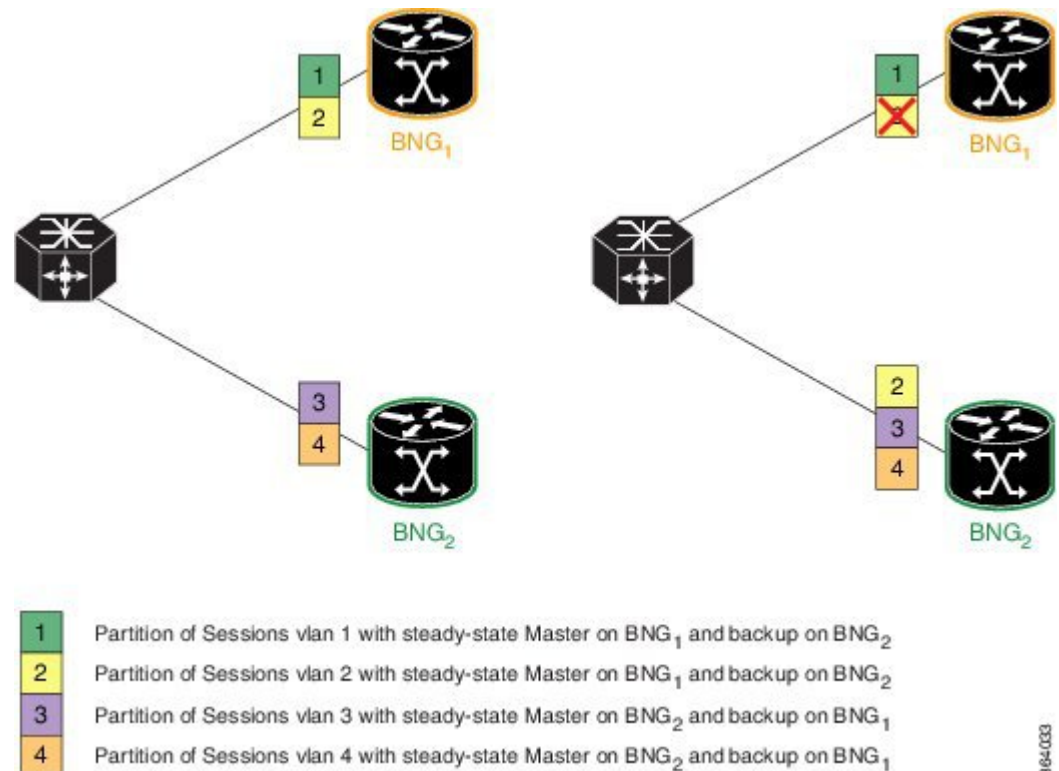 1
2
BNG1
3
4
BNG2
1
BNG1
2
3
4
BNG2
1 Partition of Sessions vlan 1 with steady-state Master on BNG1 and backup on BNG2
2 Partition of Sessions vlan 2 with steady-state Master on BNG1 and backup on BNG2
3 Partition of Sessions vlan 3 with steady-state Master on BNG2 and backup on BNG1
4 Partition of Sessions vlan 4 with steady-state Master on BNG2 and backup on BNG1